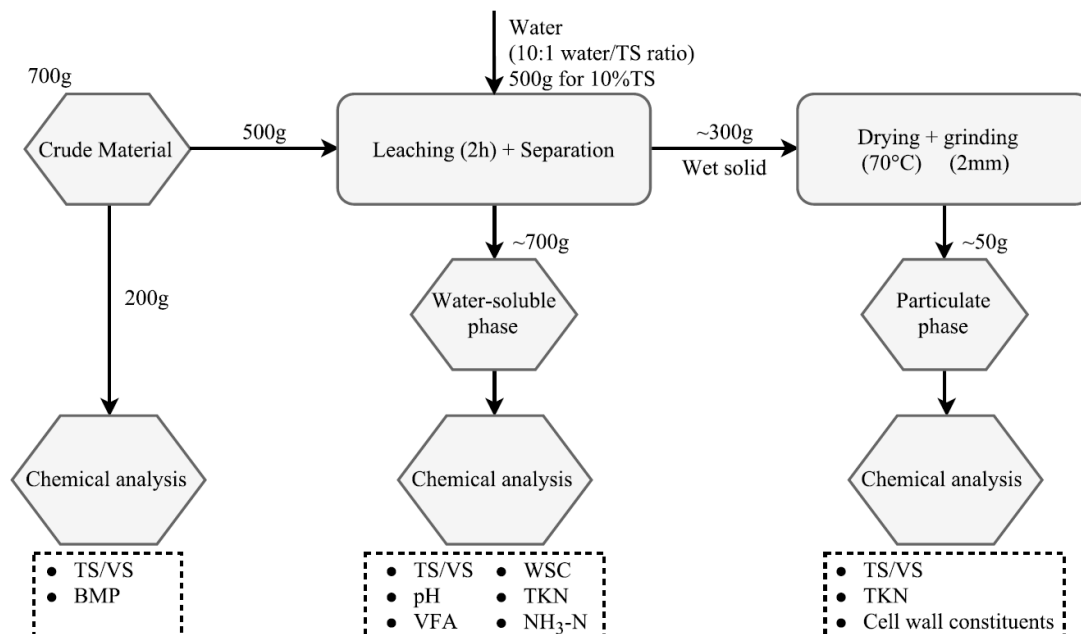 Water
(10:1 water/TS ratio)
500g for 10%TS
700g
Crude Material
500g
Leaching (2h) + Separation
~300g
Wet solid
Drying + grinding
(70°C) (2mm)
200g
~700g
Water-soluble
phase
~50g
Particulate
phase
Chemical analysis
Chemical analysis
Chemical analysis
● TS/VS
● BMP
● TS/VS ● WSC
● pH ● TKN
● VFA ● NH₃-N
● TS/VS
● TKN
● Cell wall constituents